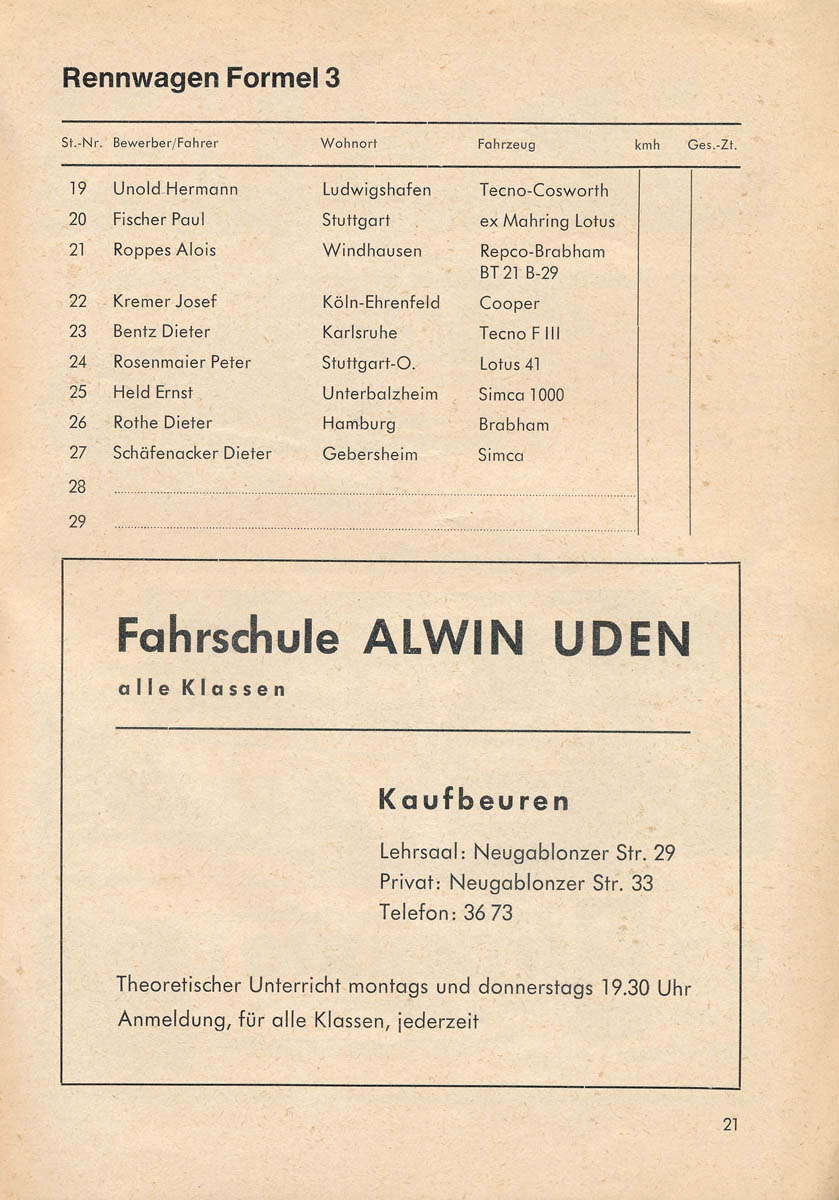 Rennwagen Formel 3
St.-Nr. Bewerber/Fahrer Wohnort Fahrzeug kmh Ges.-Zt.
19 Unold Hermann Ludwigshafen Tecno-Cosworth
20 Fischer Paul Stuttgart ex Mahring Lotus
21 Roppes Alois Windhausen Repco-Brabham
BT 21 B-29
22 Kremer Josef Köln-Ehrenfeld Cooper
23 Bentz Dieter Karlsruhe Tecno F III
24 Rosenmaier Peter Stuttgart-O. Lotus 41
25 Held Ernst Unterbalzheim Simca 1000
26 Rothe Dieter Hamburg Brabham
27 Schäfenacker Dieter Gebersheim Simca
28
29
Fahrschule ALWIN UDEN
alle Klassen
Kaufbeuren
Lehrsaal: Neugablonzer Str. 29
Privat: Neugablonzer Str. 33
Telefon: 36 73
Theoretischer Unterricht montags und donnerstags 19.30 Uhr
Anmeldung, für alle Klassen, jederzeit
21